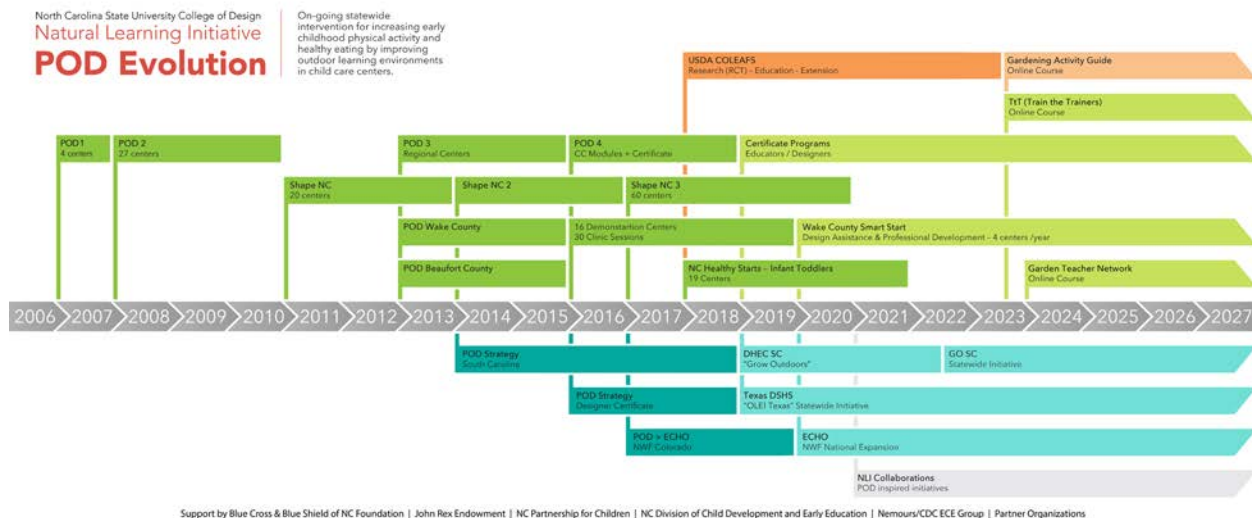 North Carolina State University College of Design
Natural Learning Initiative
POD Evolution
On-going statewide
intervention for increasing early
childhood physical activity and
healthy eating by improving
outdoor learning environments
in child care centers.
USDA COLEAFS
Research (RCT) - Education - Extension
Gardening Activity Guide
Online Course
TtT (Train the Trainers)
Online Course
POD1
4 centers
POD 2
27 centers
POD 3
Regional Centers
POD 4
CC Modules + Certificate
Certificate Programs
Educators / Designers
Shape NC
20 centers
Shape NC 2
Shape NC 3
60 centers
POD Wake County
16 Demonstartion Centers
30 Clinic Sessions
Wake County Smart Start
Design Assistance & Professional Development - 4 centers /year
POD Beaufort County
NC Healthy Starts - Infant Toddlers
19 Centers
Garden Teacher Network
Online Course
2006 2007 2008 2009 2010 2011 2012 2013 2014 2015 2016 2017 2018 2019 2020 2021 2022 2023 2024 2025 2026 2027
POD Strategy
South Carolina
DHEC SC
"Grow Outdoors"
GO SC
Statewide Initiative
POD Strategy
Designer Certificate
Texas DSHS
"OLE! Texas" Statewide Initiative
POD > ECHO
NWF Colorado
ECHO
NWF National Expansion
NLI Collaborations
POD inspired initiatives
Support by Blue Cross & Blue Shield of NC Foundation | John Rex Endowment | NC Partnership for Children | NC Division of Child Development and Early Education | Nemours/CDC ECE Group | Partner Organizations